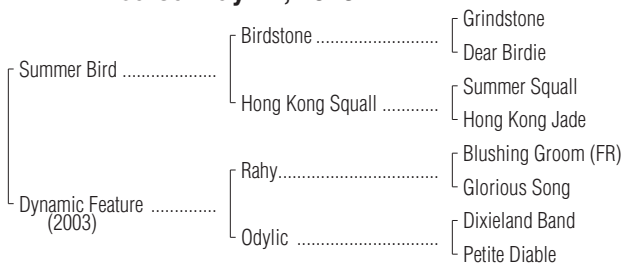 Grindstone
Birdstone ..........................
Dear Birdie
Summer Bird ....................
Summer Squall
Hong Kong Squall ............
Hong Kong Jade
Blushing Groom (FR)
Rahy..................................
Glorious Song
Dynamic Feature ..............
(2003)
Dixieland Band
Odylic ..............................
Petite Diable